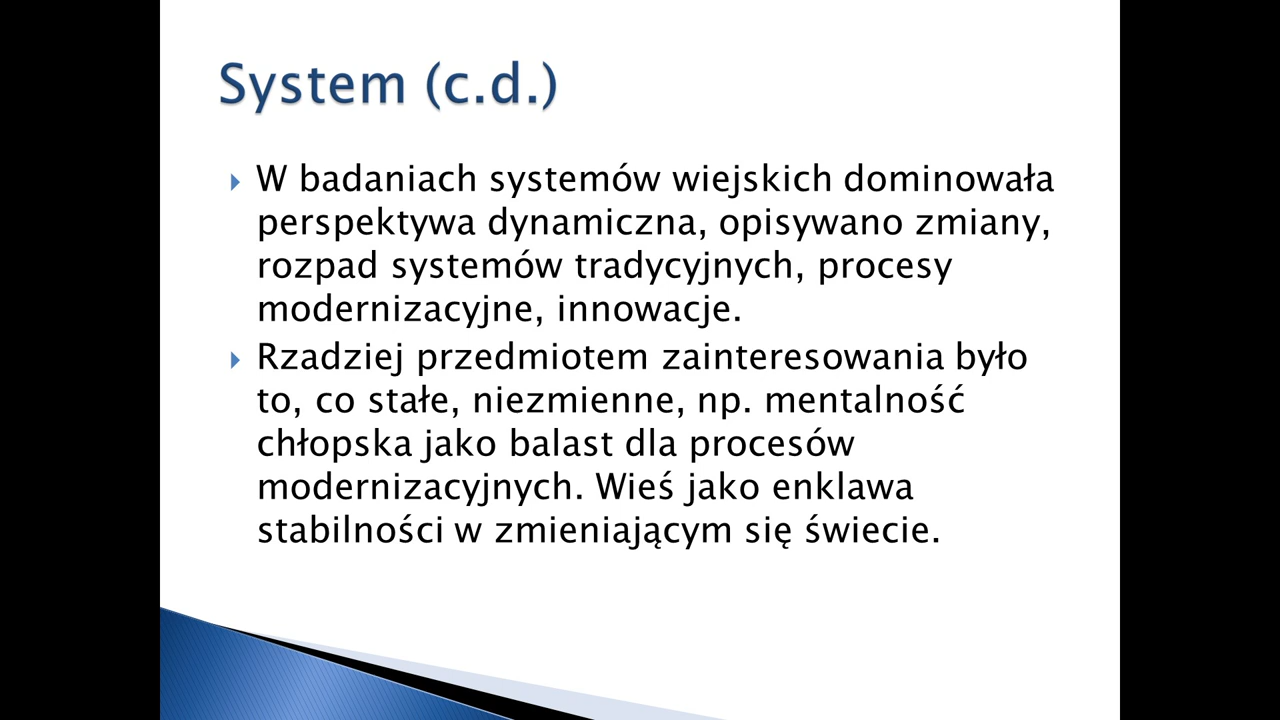 System (c.d.)
W badaniach systemów wiejskich dominowała
perspektywa dynamiczna, opisywano zmiany,
rozpad systemów tradycyjnych, procesy
modernizacyjne, innowacje.
Rzadziej przedmiotem zainteresowania było
to, co stałe, niezmienne, np. mentalność
chłopska jako balast dla procesów
modernizacyjnych. Wieś jako enklawa
stabilności w zmieniającym się świecie.